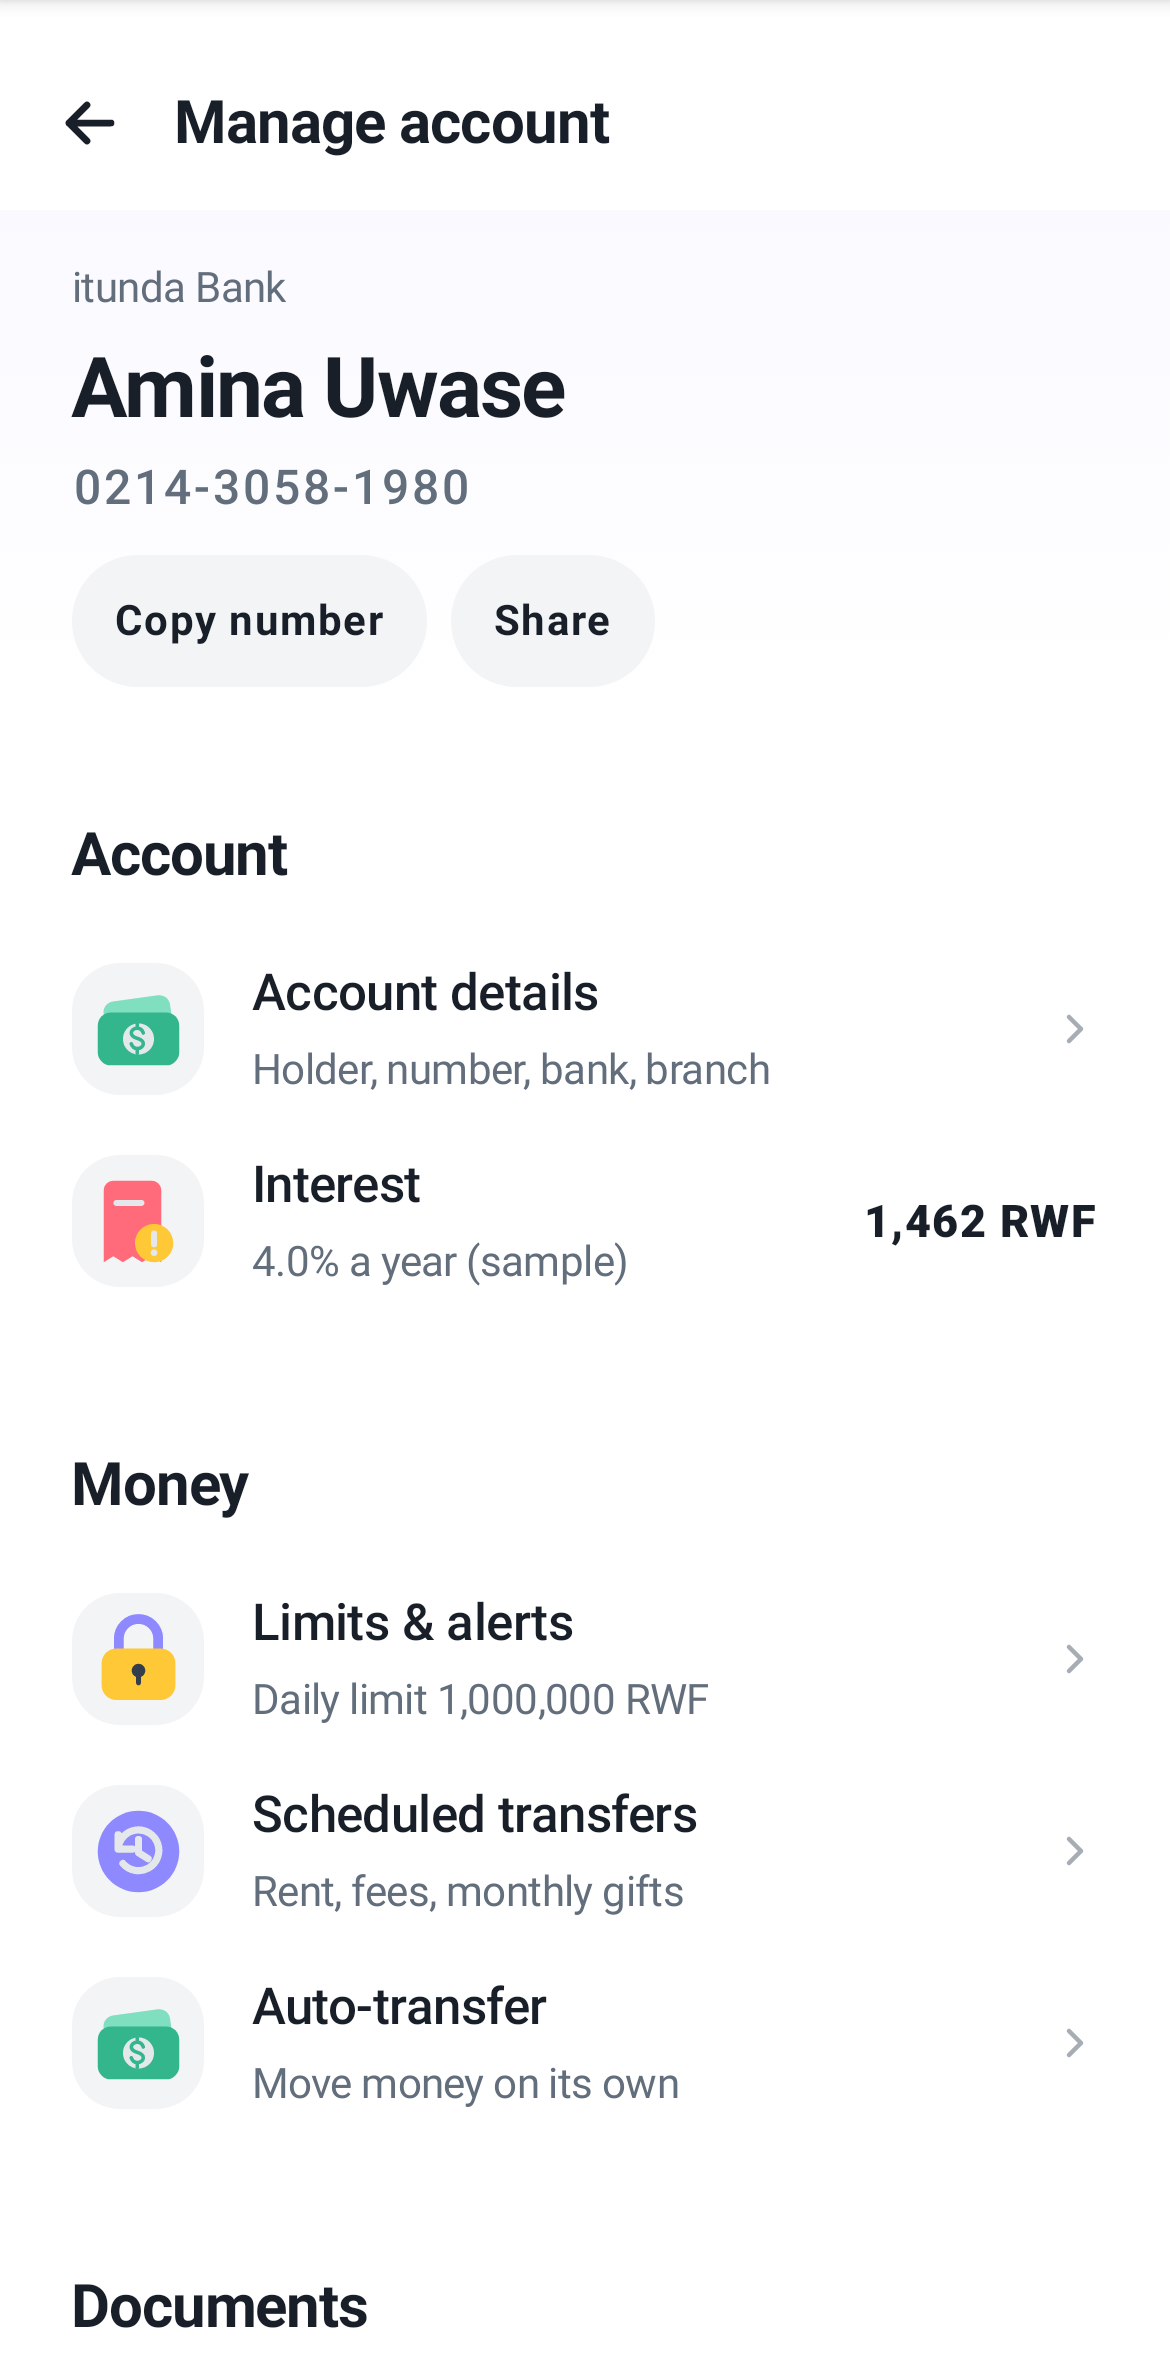 Manage account
itunda Bank
Amina Uwase
0214-3058-1980
Copy number
Share
Account
Account details
Holder, number, bank, branch
Interest
4.0% a year (sample)
1,462 RWF
Money
Limits & alerts
Daily limit 1,000,000 RWF
Scheduled transfers
Rent, fees, monthly gifts
Auto-transfer
Move money on its own
Documents